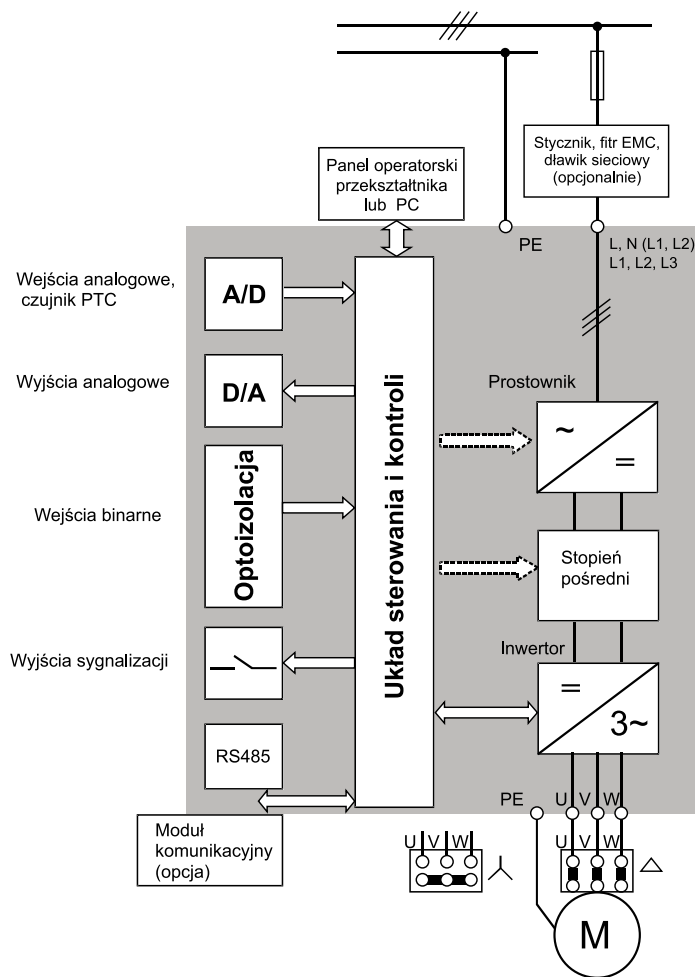 Stycznik, fitr EMC,
dławik sieciowy
(opcjonalnie)
Panel operatorski
przekształtnika
lub PC
PE
L, N (L1, L2)
L1, L2, L3
Wejścia analogowe,
czujnik PTC
A/D
Wyjścia analogowe
D/A
Układ sterowania i kontroli
Prostownik
~
=
Wejścia binarne
Optoizolacja
Stopień
pośredni
Wyjścia sygnalizacji
Inwertor
=
3~
RS485
PE
U V W
Moduł
komunikacyjny
(opcja)
U V W
U V W
M